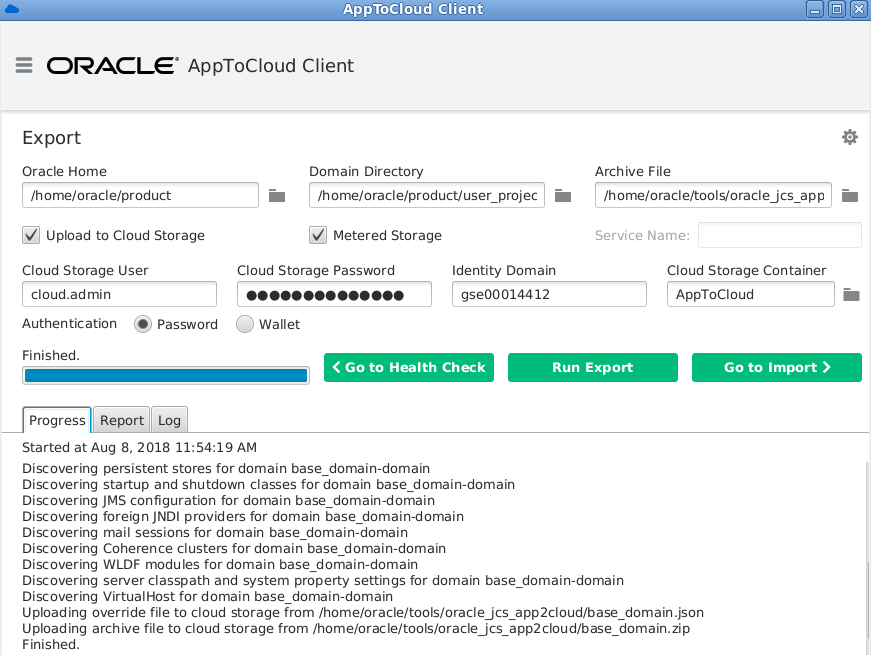 AppToCloud Client
ORACLE AppToCloud Client
Export
Oracle Home Domain Directory Archive File
/home/oracle/product /home/oracle/product/user_projec /home/oracle/tools/oracle_jcs_app
Upload to Cloud Storage Metered Storage Service Name:
Cloud Storage User Cloud Storage Password Identity Domain Cloud Storage Container
cloud.admin ●●●●●●●●●●●●●● gse00014412 AppToCloud
Authentication Password Wallet
Finished.
Go to Health Check Run Export Go to Import
Progress Report Log
Started at Aug 8, 2018 11:54:19 AM
Discovering persistent stores for domain base_domain-domain
Discovering startup and shutdown classes for domain base_domain-domain
Discovering JMS configuration for domain base_domain-domain
Discovering foreign JNDI providers for domain base_domain-domain
Discovering mail sessions for domain base_domain-domain
Discovering Coherence clusters for domain base_domain-domain
Discovering WLDF modules for domain base_domain-domain
Discovering server classpath and system property settings for domain base_domain-domain
Discovering VirtualHost for domain base_domain-domain
Uploading override file to cloud storage from /home/oracle/tools/oracle_jcs_app2cloud/base_domain.json
Uploading archive file to cloud storage from /home/oracle/tools/oracle_jcs_app2cloud/base_domain.zip
Finished.